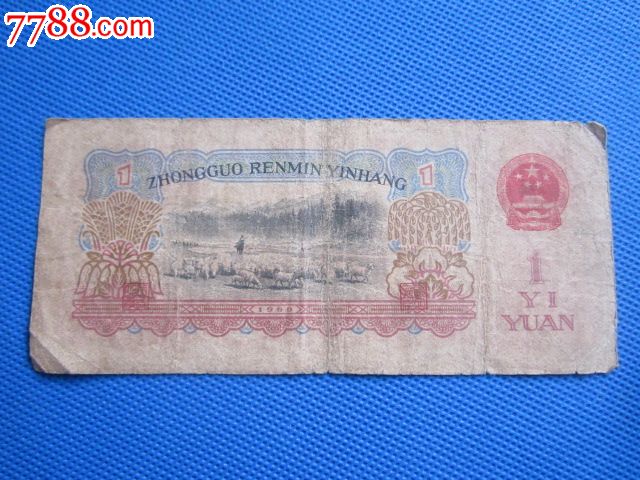 7788.com
ZHONGGUO RENMIN YINHANG
1 1
1960
1
YI
YUAN